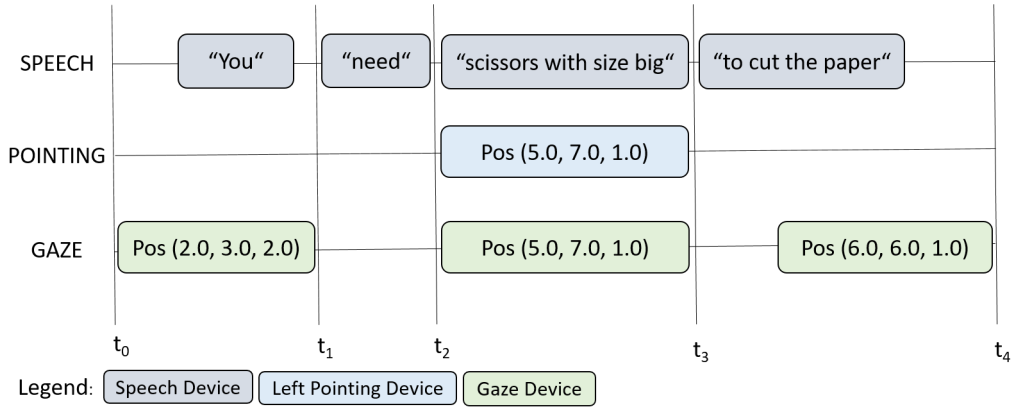 SPEECH “You“ “need“ “scissors with size big“ “to cut the paper“
POINTING Pos (5.0, 7.0, 1.0)
GAZE Pos (2.0, 3.0, 2.0) Pos (5.0, 7.0, 1.0) Pos (6.0, 6.0, 1.0)
t0 t1 t2 t3 t4
Legend: Speech Device Left Pointing Device Gaze Device